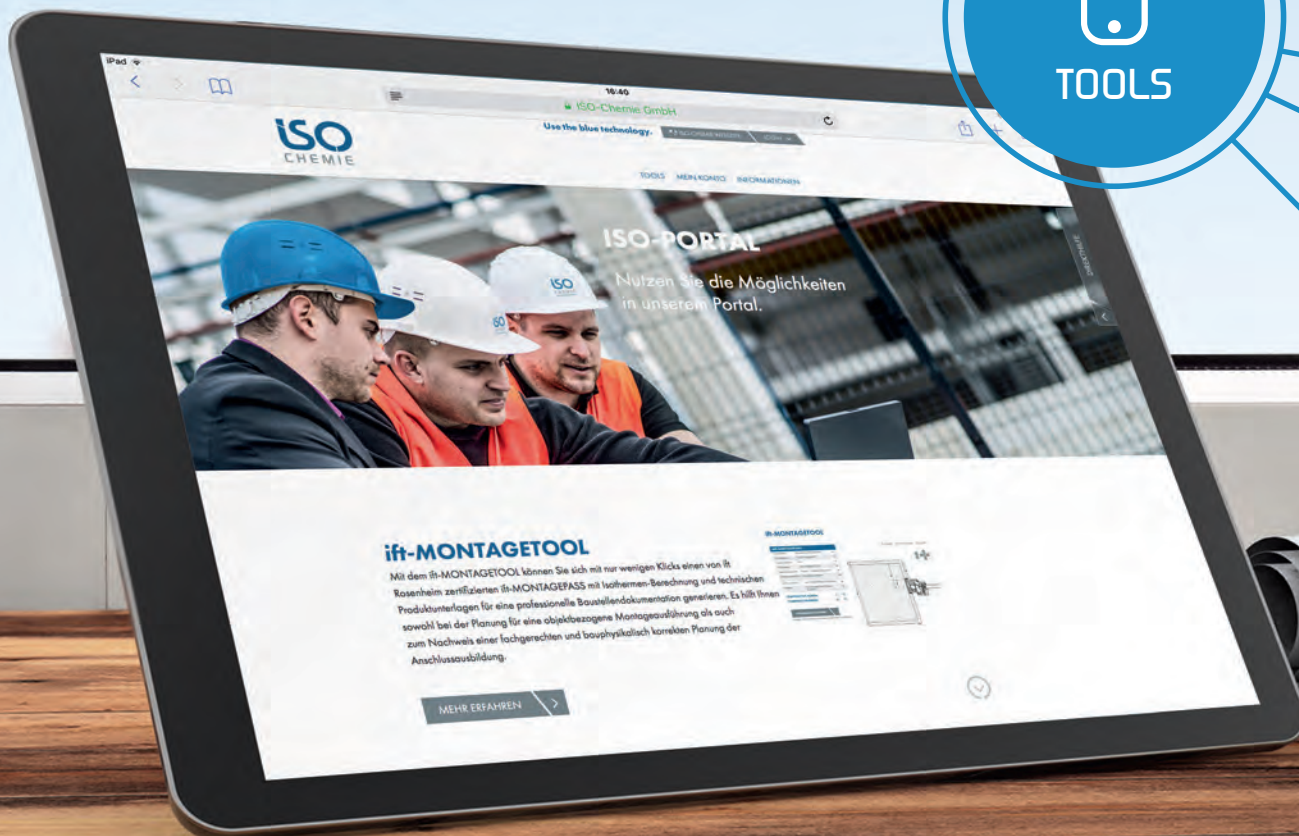 TOOLS
iPad
16:40
ISO-Chemie GmbH
iSO
CHEMIE
Use the blue technology.
TOOLS MEIN KONTO INFORMATIONEN
ISO-PORTAL
Nutzen Sie die Möglichkeiten
in unserem Portal.
iSO
ift-MONTAGETOOL
Mit dem ift-MONTAGETOOL können Sie sich mit nur wenigen Klicks einen von ift
Rosenheim zertifizierten ift-MONTAGEPASS mit Isothermen-Berechnung und technischen
Produktunterlagen für eine professionelle Baustellendokumentation generieren. Es hilft Ihnen
sowohl bei der Planung für eine objektbezogene Montageausführung als auch
zum Nachweis einer fachgerechten und bauphysikalisch korrekten Planung der
Anschlussausbildung.
MEHR ERFAHREN
ift-MONTAGETOOL